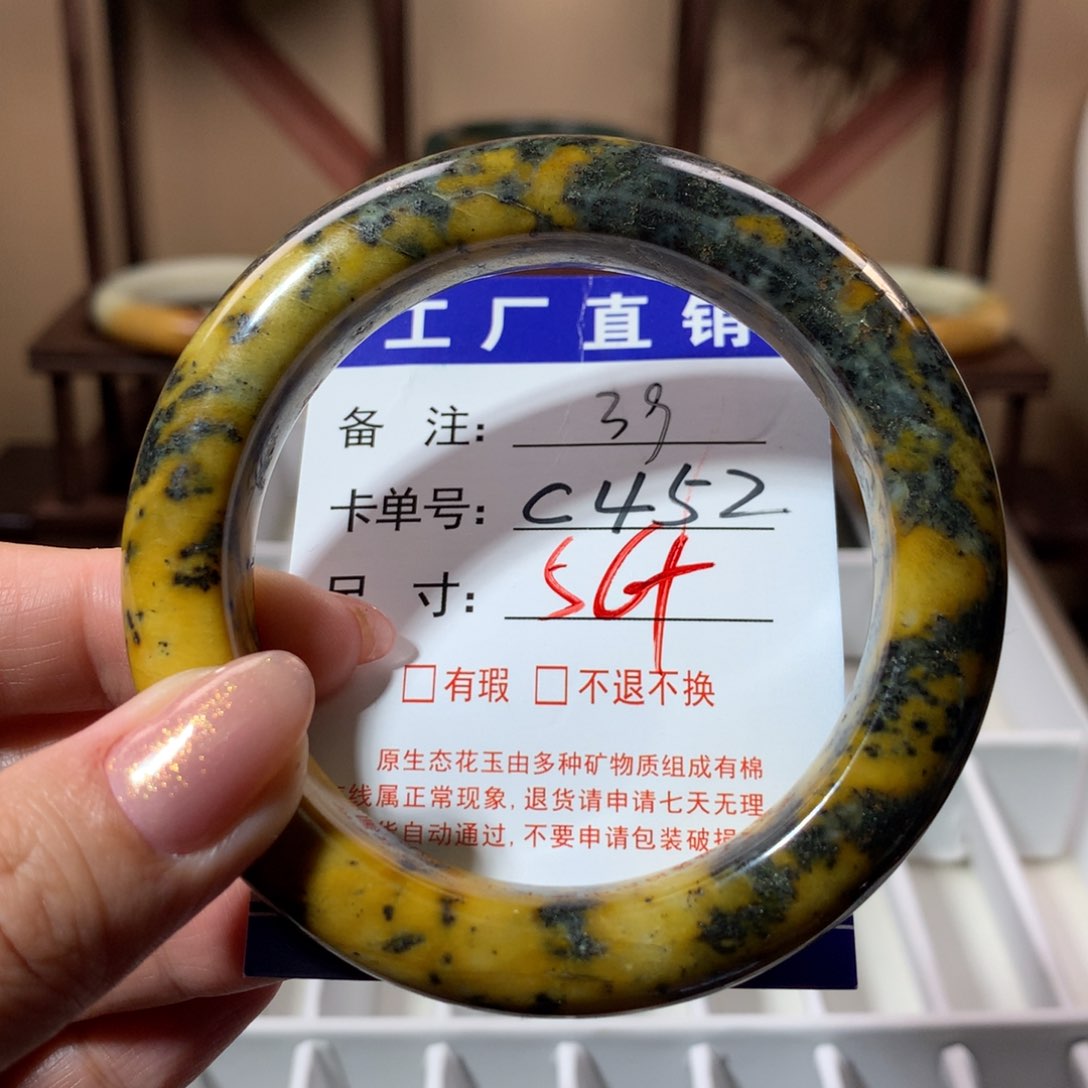 工厂直销
备 注: 39
卡单号: C452
尺 寸: 56+
□有瑕 □不退不换
原生态花玉由多种矿物质组成有棉
线属正常现象,退货请申请七天无理
自动通过,不要申请包装破损